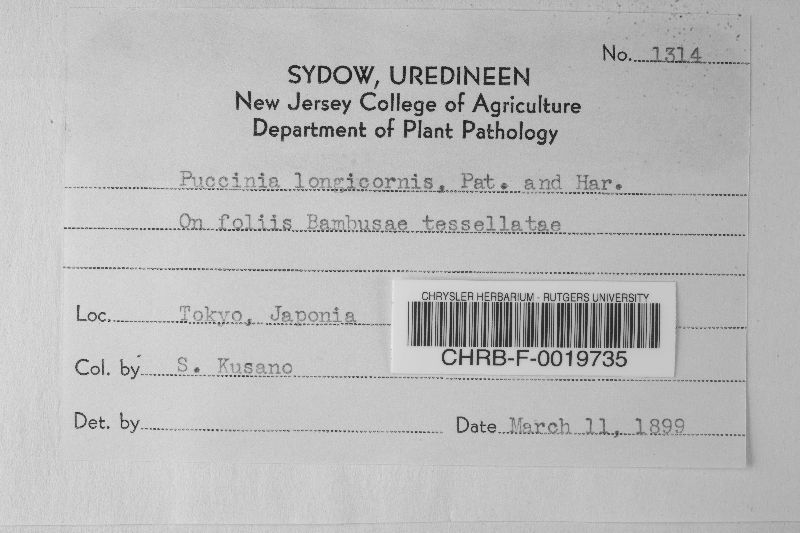 No. 1314
SYDOW, UREDINEEN
New Jersey College of Agriculture
Department of Plant Pathology
Puccinia longicornis, Pat. and Har.
On foliis Bambusae tessellatae
Loc. Tokyo, Japonia
CHRYSLER HERBARIUM - RUTGERS UNIVERSITY
CHRB-F-0019735
Col. by S. Kusano
Det. by
Date March 11, 1899